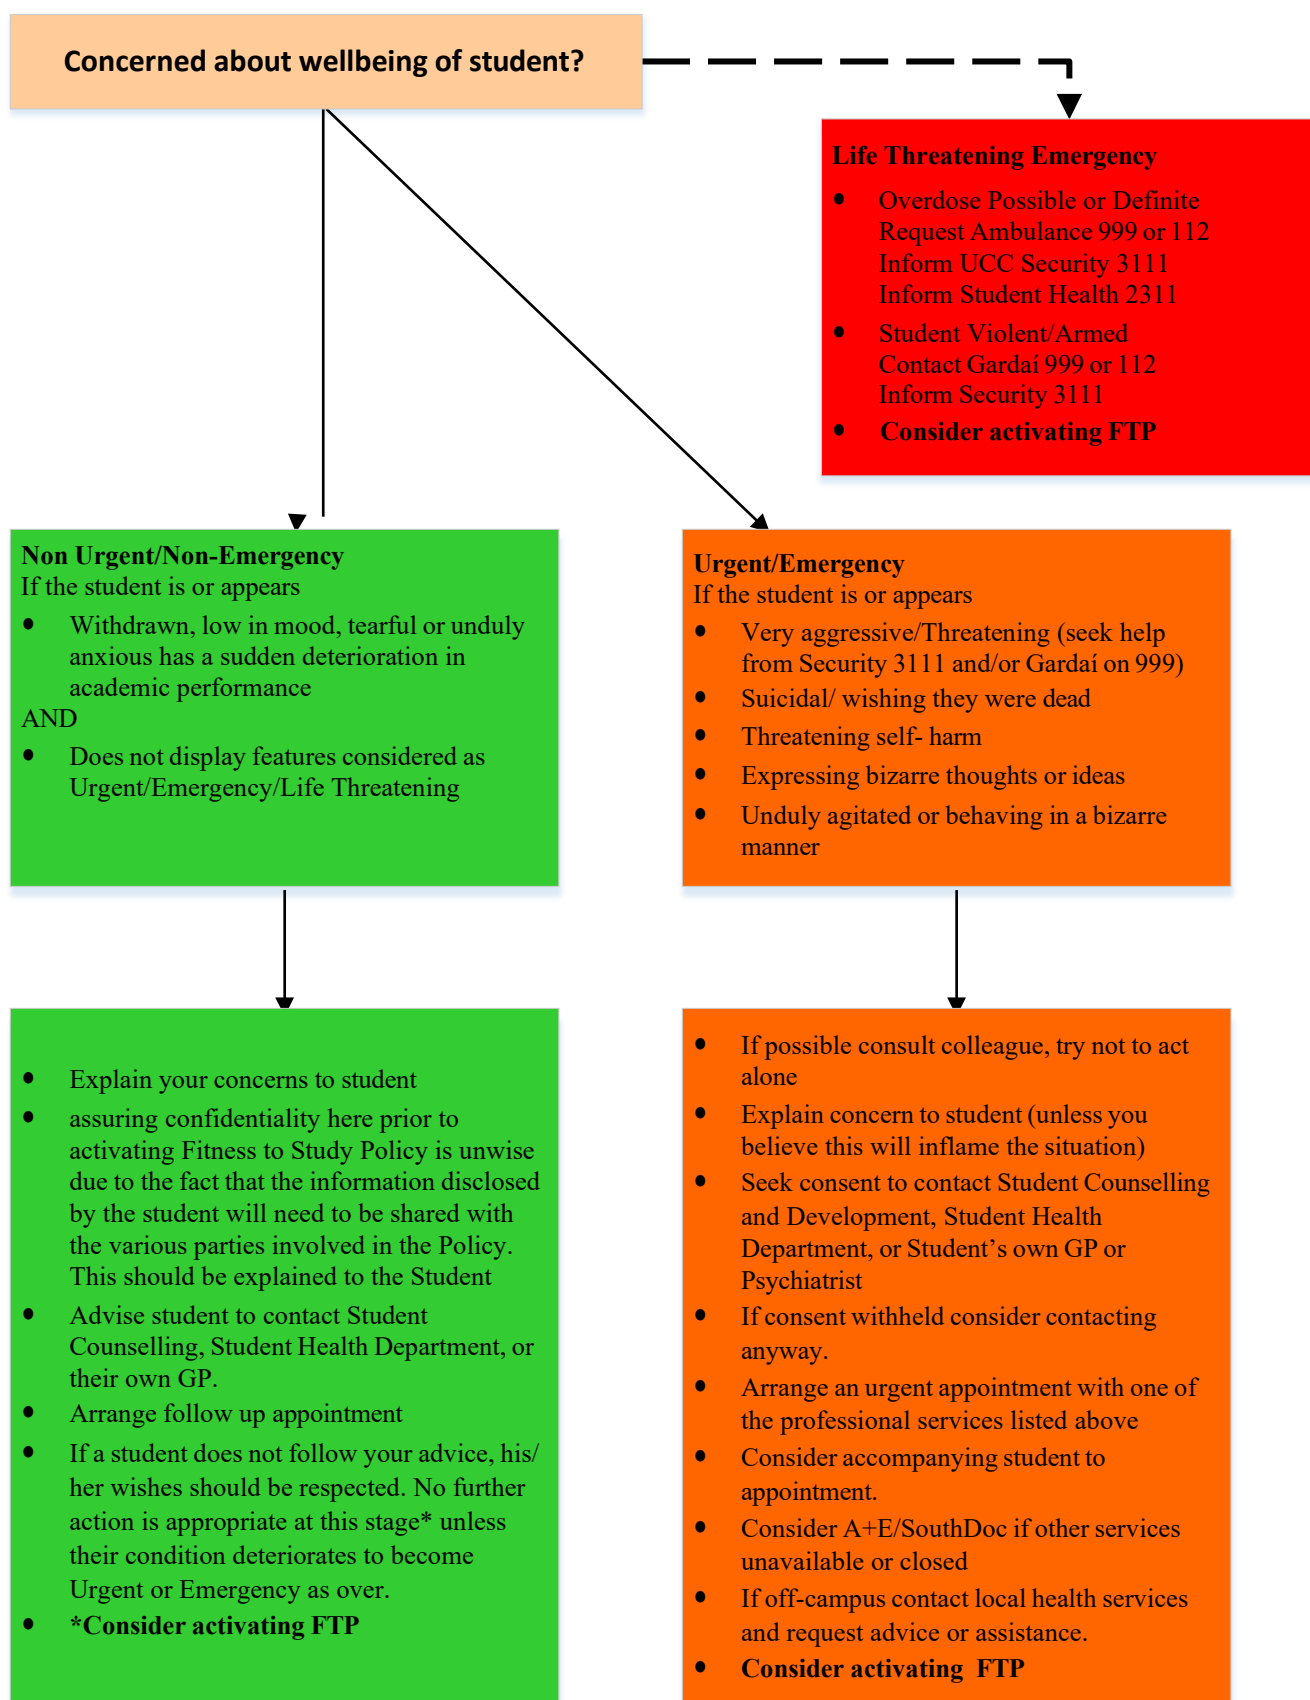 Concerned about wellbeing of student?
Life Threatening Emergency
• Overdose Possible or Definite
Request Ambulance 999 or 112
Inform UCC Security 3111
Inform Student Health 2311
• Student Violent/Armed
Contact Gardaí 999 or 112
Inform Security 3111
• Consider activating FTP
Non Urgent/Non-Emergency
If the student is or appears
• Withdrawn, low in mood, tearful or unduly
anxious has a sudden deterioration in
academic performance
AND
• Does not display features considered as
Urgent/Emergency/Life Threatening
Urgent/Emergency
If the student is or appears
• Very aggressive/Threatening (seek help
from Security 3111 and/or Gardaí on 999)
• Suicidal/ wishing they were dead
• Threatening self- harm
• Expressing bizarre thoughts or ideas
• Unduly agitated or behaving in a bizarre
manner
• Explain your concerns to student
• assuring confidentiality here prior to
activating Fitness to Study Policy is unwise
due to the fact that the information disclosed
by the student will need to be shared with
the various parties involved in the Policy.
This should be explained to the Student
• Advise student to contact Student
Counselling, Student Health Department, or
their own GP.
• Arrange follow up appointment
• If a student does not follow your advice, his/
her wishes should be respected. No further
action is appropriate at this stage* unless
their condition deteriorates to become
Urgent or Emergency as over.
• *Consider activating FTP
• If possible consult colleague, try not to act
alone
• Explain concern to student (unless you
believe this will inflame the situation)
• Seek consent to contact Student Counselling
and Development, Student Health
Department, or Student’s own GP or
Psychiatrist
• If consent withheld consider contacting
anyway.
• Arrange an urgent appointment with one of
the professional services listed above
• Consider accompanying student to
appointment.
• Consider A+E/SouthDoc if other services
unavailable or closed
• If off-campus contact local health services
and request advice or assistance.
• Consider activating FTP